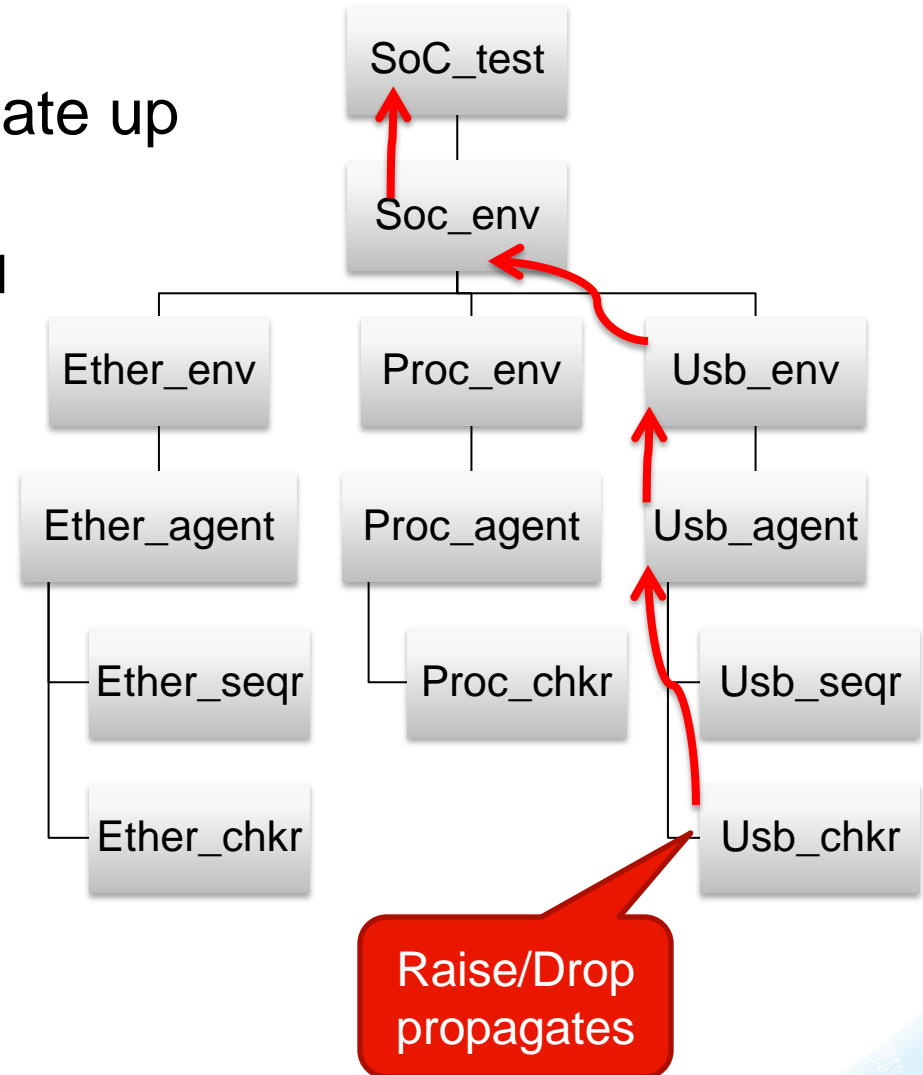 SoC_test
ate up
Soc_env
Ether_env
Proc_env
Usb_env
Ether_agent
Proc_agent
Usb_agent
Ether_seqr
Proc_chkr
Usb_seqr
Ether_chkr
Usb_chkr
Raise/Drop
propagates